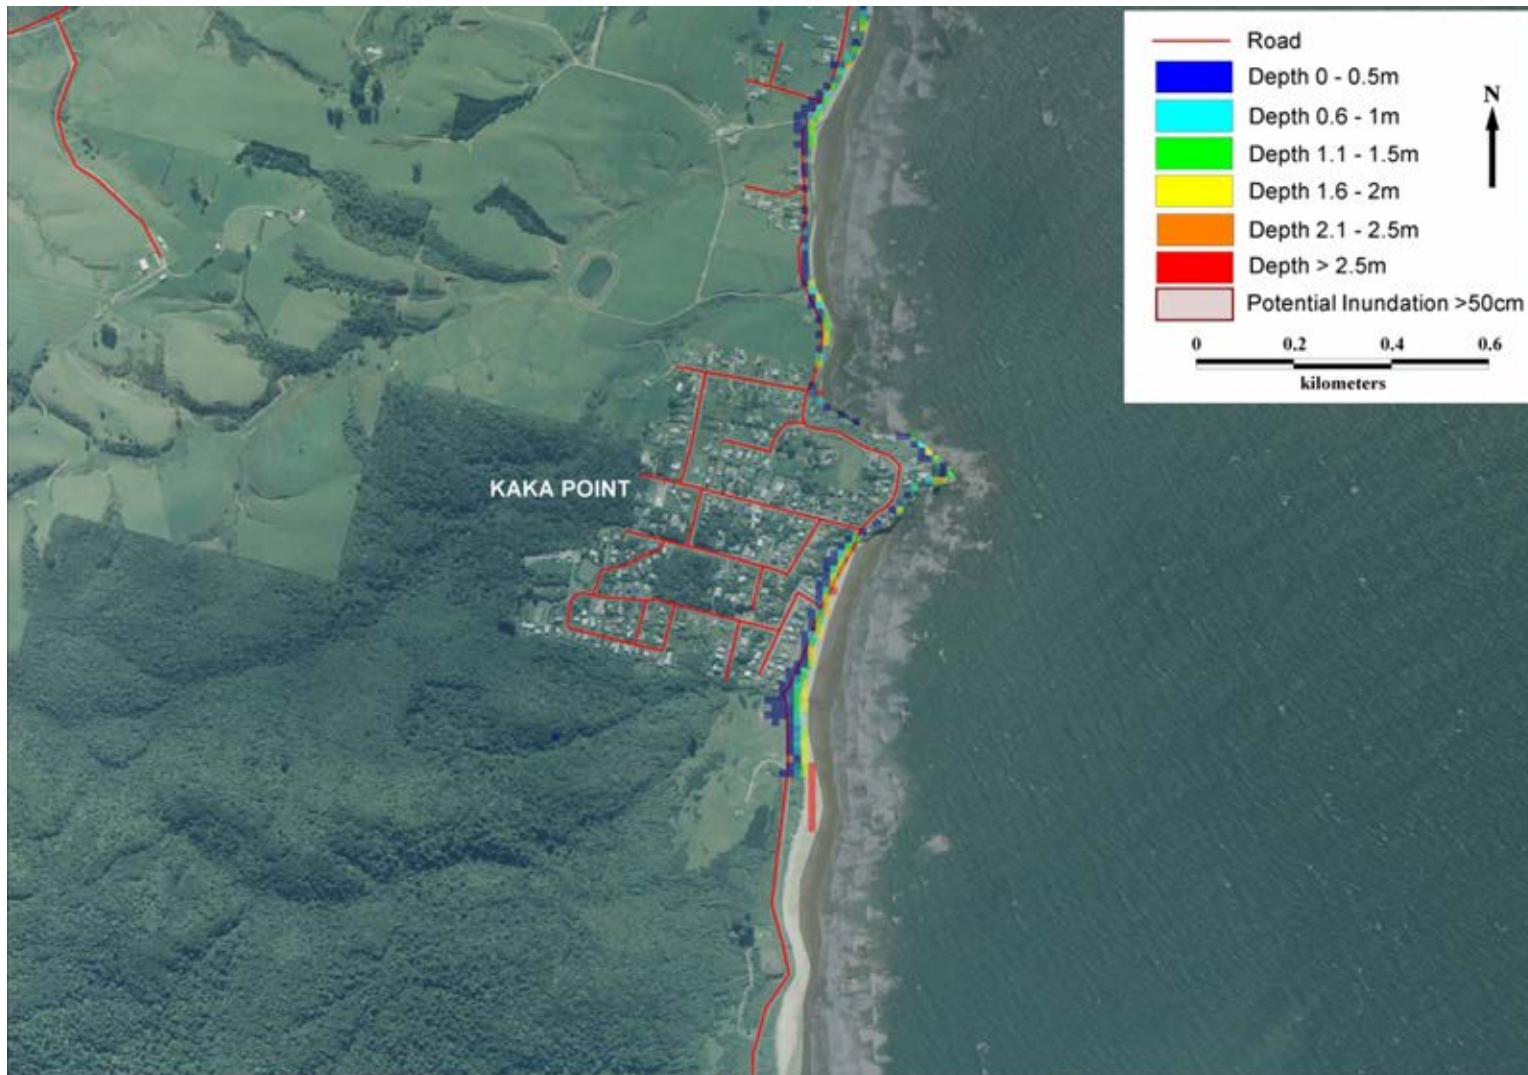 Road
Depth 0 - 0.5m
Depth 0.6 - 1m
N
Depth 1.1 - 1.5m
Depth 1.6 - 2m
Depth 2.1 - 2.5m
Depth > 2.5m
Potential Inundation >50cm
0 0.2 0.4 0.6
kilometers
KAKA POINT